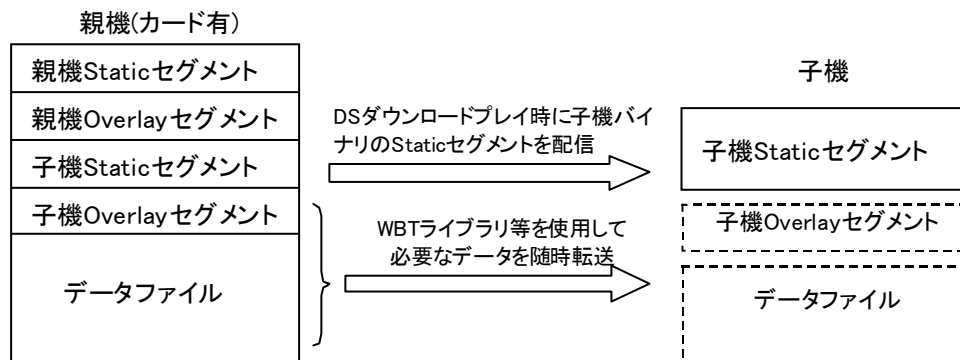 親機(カード有)
親機Staticセグメント
親機Overlayセグメント
子機Staticセグメント
子機Overlayセグメント
データファイル
DSダウンロードプレイ時に子機バイ
ナリのStaticセグメントを配信
WBTライブラリ等を使用して
必要なデータを随時転送
子機
子機Staticセグメント
子機Overlayセグメント
データファイル